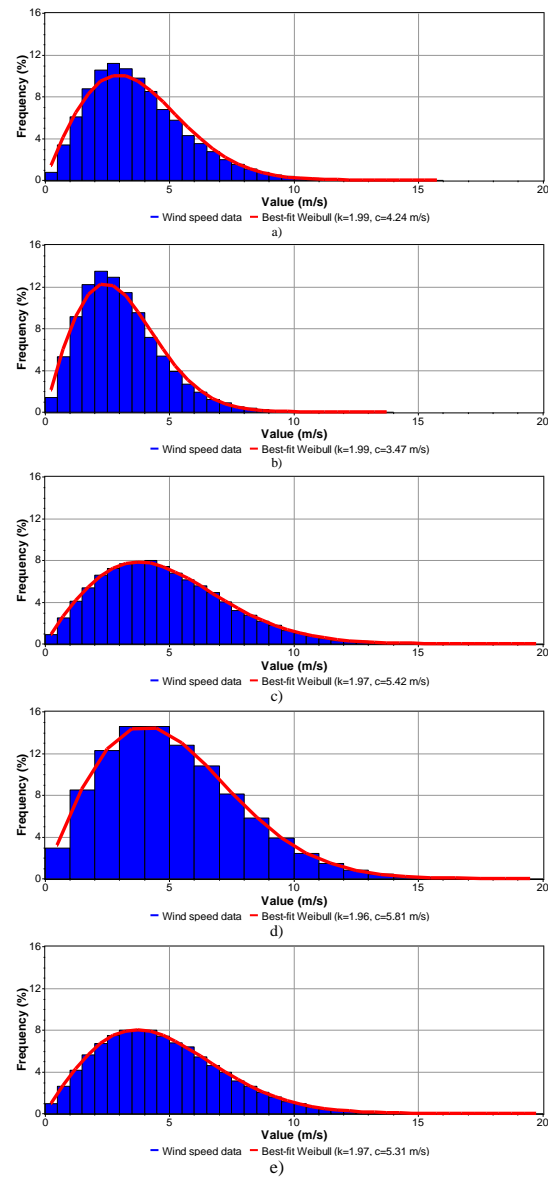 16
12
8
4
0
Frequency (%)
0 5 10 15 20
Value (m/s)
Wind speed data Best-fit Weibull (k=1.99, c=4.24 m/s)
a)
16
12
8
4
0
Frequency (%)
0 5 10 15 20
Value (m/s)
Wind speed data Best-fit Weibull (k=1.99, c=3.47 m/s)
b)
16
12
8
4
0
Frequency (%)
0 5 10 15 20
Value (m/s)
Wind speed data Best-fit Weibull (k=1.97, c=5.42 m/s)
c)
16
12
8
4
0
Frequency (%)
0 5 10 15 20
Value (m/s)
Wind speed data Best-fit Weibull (k=1.96, c=5.81 m/s)
d)
16
12
8
4
0
Frequency (%)
0 5 10 15 20
Value (m/s)
Wind speed data Best-fit Weibull (k=1.97, c=5.31 m/s)
e)